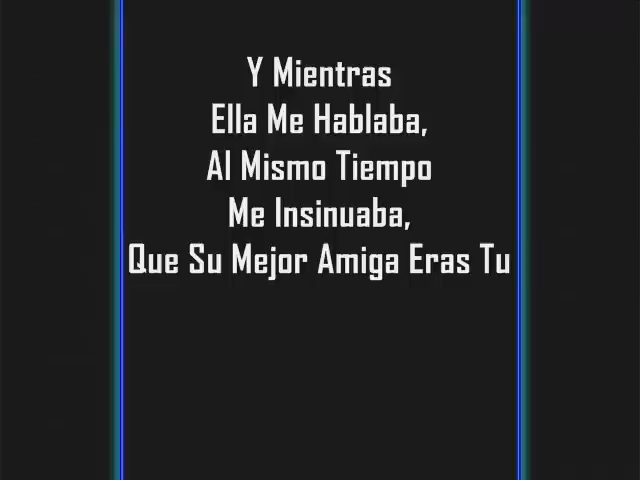 Y Mientras
Ella Me Hablaba,
Al Mismo Tiempo
Me Insinuaba,
Que Su Mejor Amiga Eras Tu